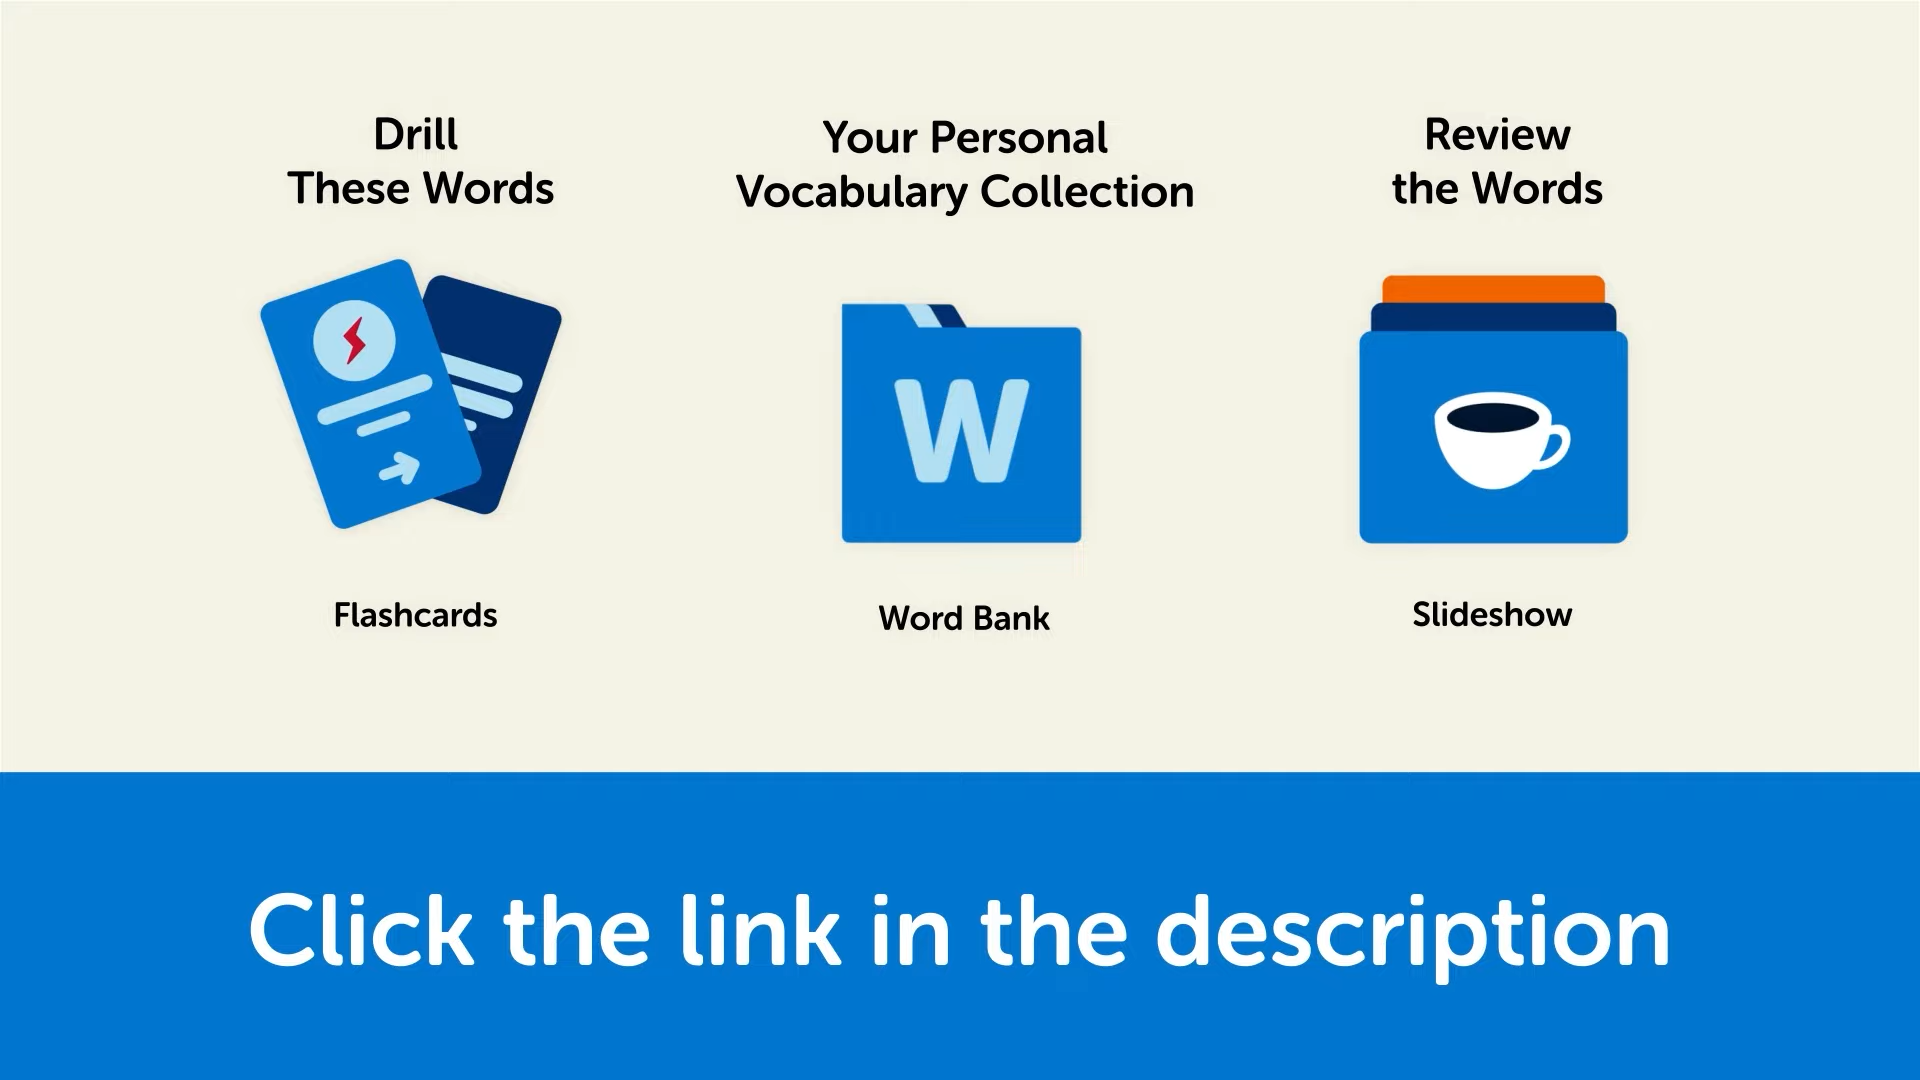 Drill
These Words
Your Personal
Vocabulary Collection
Review
the Words
W
Flashcards
Word Bank
Slideshow
Click the link in the description